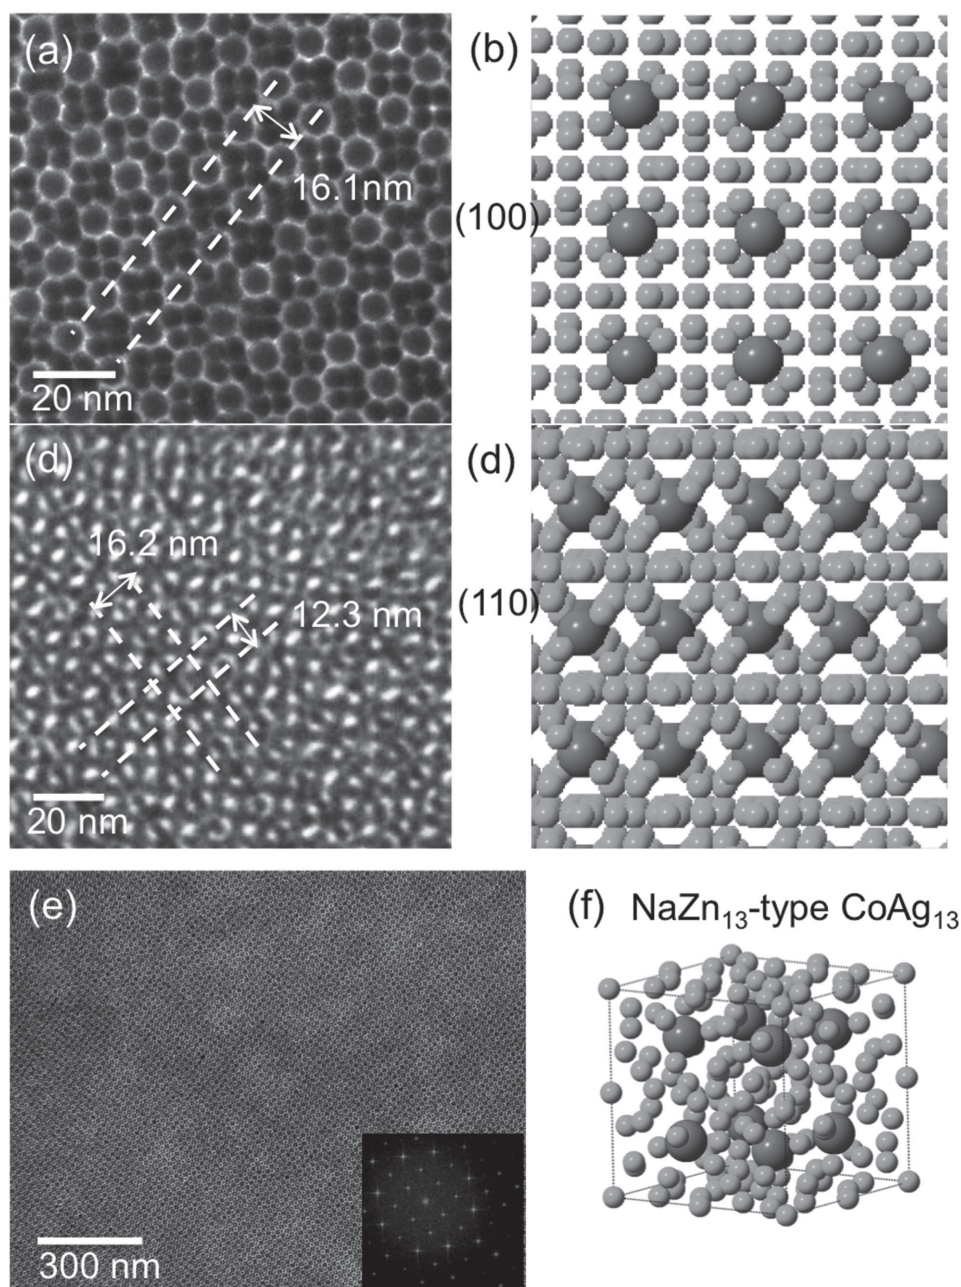 (a)
16.1nm
20 nm
(b)
(100)
(d)
16.2 nm
12.3 nm
20 nm
(d)
(110)
(e)
300 nm
(f) NaZn₁₃-type CoAg₁₃